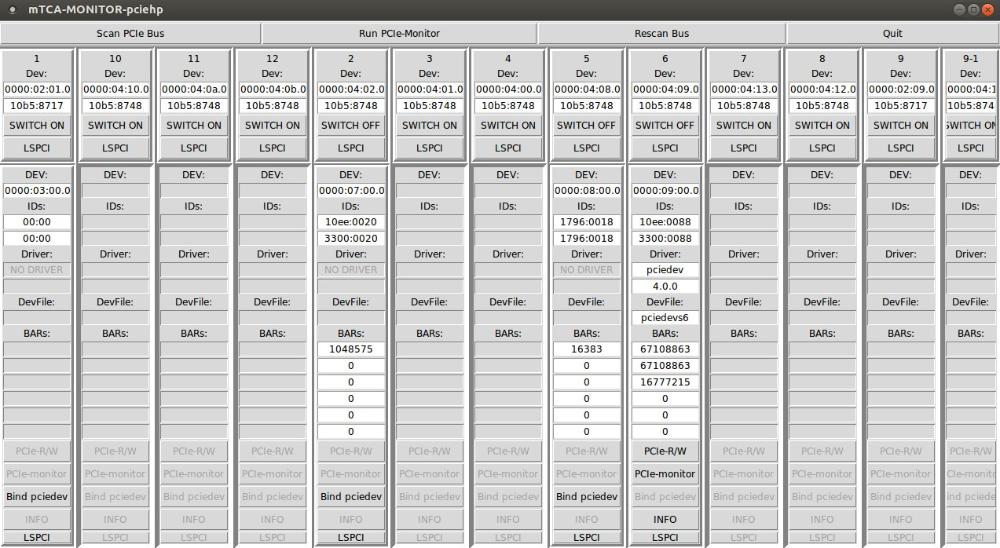 mTCA-MONITOR-pciehp
Scan PCIe Bus Run PCIe-Monitor Rescan Bus Quit
1 10 11 12 2 3 4 5 6 7 8 9 9-1
Dev: Dev: Dev: Dev: Dev: Dev: Dev: Dev: Dev: Dev: Dev: Dev: Dev:
0000:02:01.0 0000:04:10.0 0000:04:0a.0 0000:04:0b.0 0000:04:02.0 0000:04:01.0 0000:04:00.0 0000:04:08.0 0000:04:09.0 0000:04:13.0 0000:04:12.0 0000:02:09.0 0000:04:1
10b5:8717 10b5:8748 10b5:8748 10b5:8748 10b5:8748 10b5:8748 10b5:8748 10b5:8748 10b5:8748 10b5:8748 10b5:8748 10b5:8717 10b5:874
SWITCH ON SWITCH ON SWITCH ON SWITCH ON SWITCH OFF SWITCH ON SWITCH ON SWITCH OFF SWITCH OFF SWITCH ON SWITCH ON SWITCH ON SWITCH ON
LSPCI LSPCI LSPCI LSPCI LSPCI LSPCI LSPCI LSPCI LSPCI LSPCI LSPCI LSPCI LSPCI
DEV: DEV: DEV: DEV: DEV: DEV: DEV: DEV: DEV: DEV: DEV: DEV: DEV:
0000:03:00.0 0000:07:00.0 0000:08:00.0 0000:09:00.0
IDs: IDs: IDs: IDs: IDs: IDs: IDs: IDs: IDs: IDs: IDs: IDs: IDs:
00:00 10ee:0020 1796:0018 10ee:0088
00:00 3300:0020 1796:0018 3300:0088
Driver: Driver: Driver: Driver: Driver: Driver: Driver: Driver: Driver: Driver: Driver: Driver: Driver:
NO DRIVER NO DRIVER NO DRIVER pciedev
4.0.0
DevFile: DevFile: DevFile: DevFile: DevFile: DevFile: DevFile: DevFile: DevFile: DevFile: DevFile: DevFile: DevFile:
pciedevs6
BARs: BARs: BARs: BARs: BARs: BARs: BARs: BARs: BARs: BARs: BARs: BARs: BARs:
1048575 16383 67108863
0 0 67108863
0 0 16777215
0 0 0
0 0 0
0 0 0
PCIe-R/W PCIe-R/W PCIe-R/W PCIe-R/W PCIe-R/W PCIe-R/W PCIe-R/W PCIe-R/W PCIe-R/W PCIe-R/W PCIe-R/W PCIe-R/W PCIe-R/W
PCIe-monitor PCIe-monitor PCIe-monitor PCIe-monitor PCIe-monitor PCIe-monitor PCIe-monitor PCIe-monitor PCIe-monitor PCIe-monitor PCIe-monitor PCIe-monitor CIe-monito
Bind pciedev Bind pciedev Bind pciedev Bind pciedev Bind pciedev Bind pciedev Bind pciedev Bind pciedev Bind pciedev Bind pciedev Bind pciedev Bind pciedev ind pciede
INFO INFO INFO INFO INFO INFO INFO INFO INFO INFO INFO INFO INFO
LSPCI LSPCI LSPCI LSPCI LSPCI LSPCI LSPCI LSPCI LSPCI LSPCI LSPCI LSPCI LSPCI